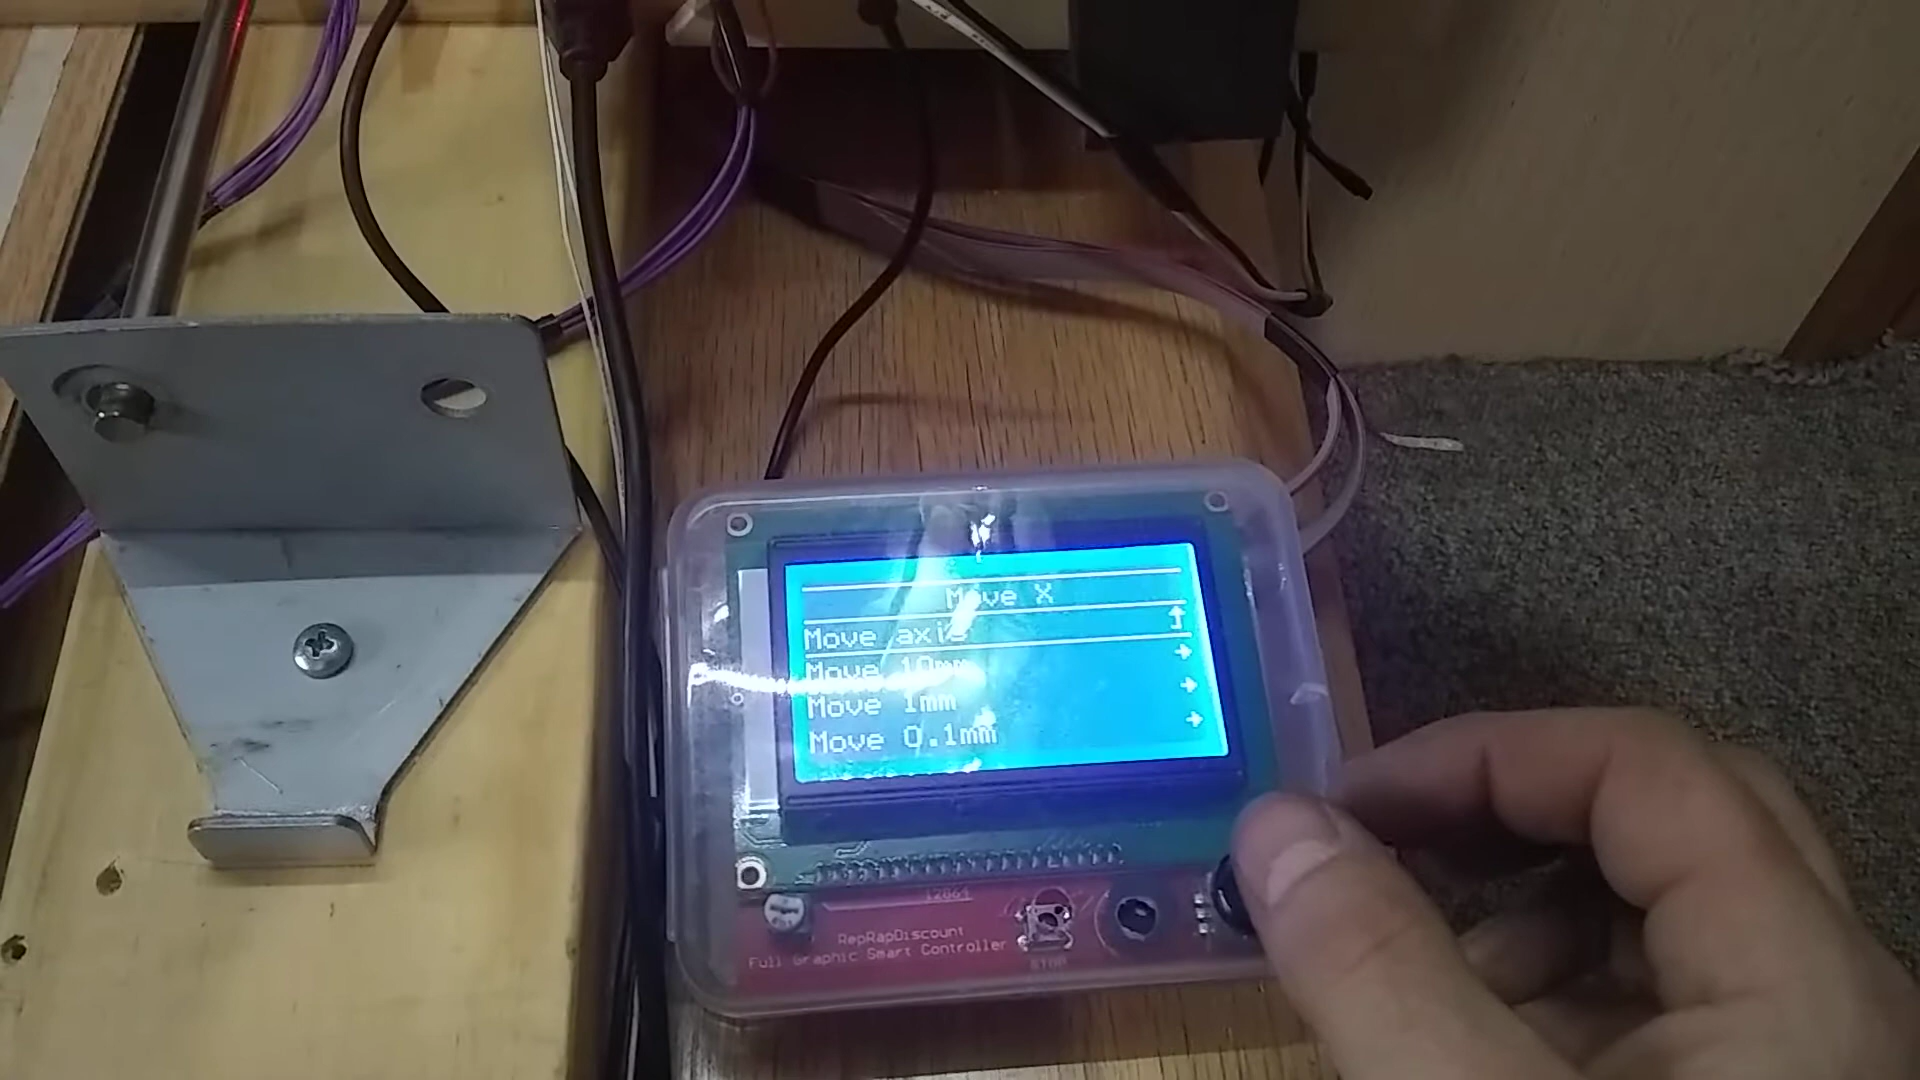 Move X
Move axis
Move 10mm
Move 1mm
Move 0.1mm
12864
RepRapDiscount
Full Graphic Smart Controller
STOP